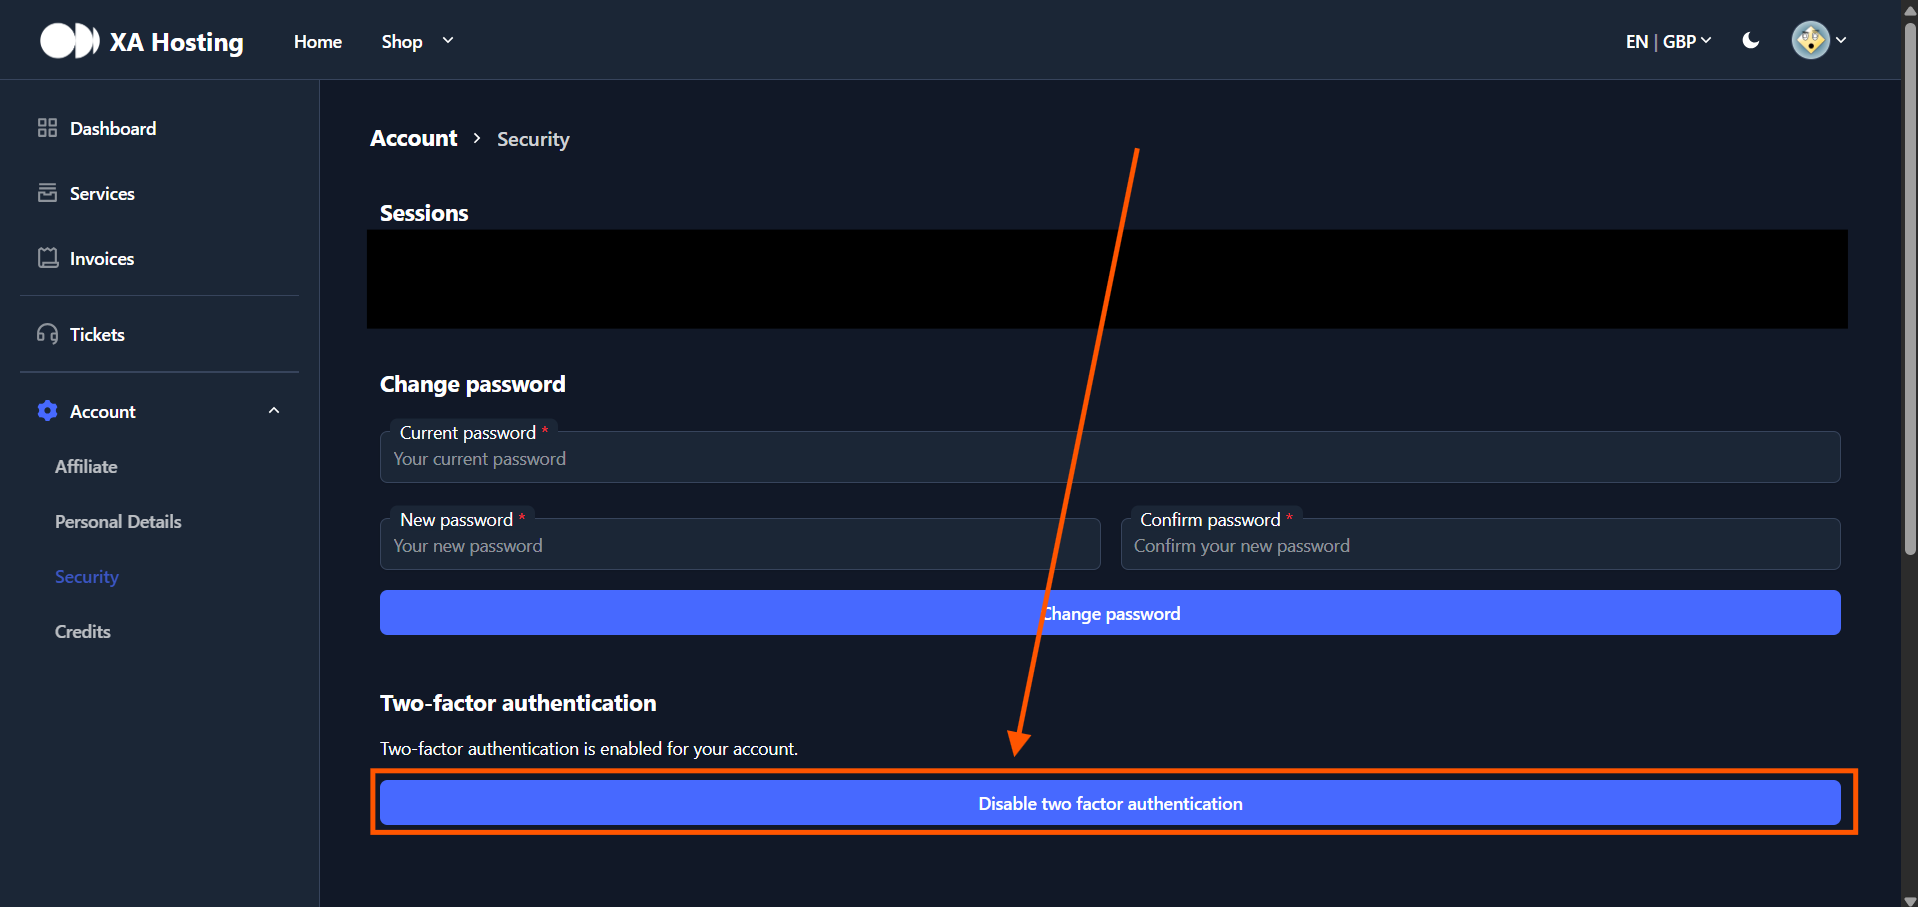 XA Hosting
Home
Shop
EN | GBP
Dashboard
Services
Invoices
Tickets
Account
Affiliate
Personal Details
Security
Credits
Account > Security
Sessions
Change password
Current password *
Your current password
New password *
Your new password
Confirm password *
Confirm your new password
Change password
Two-factor authentication
Two-factor authentication is enabled for your account.
Disable two factor authentication